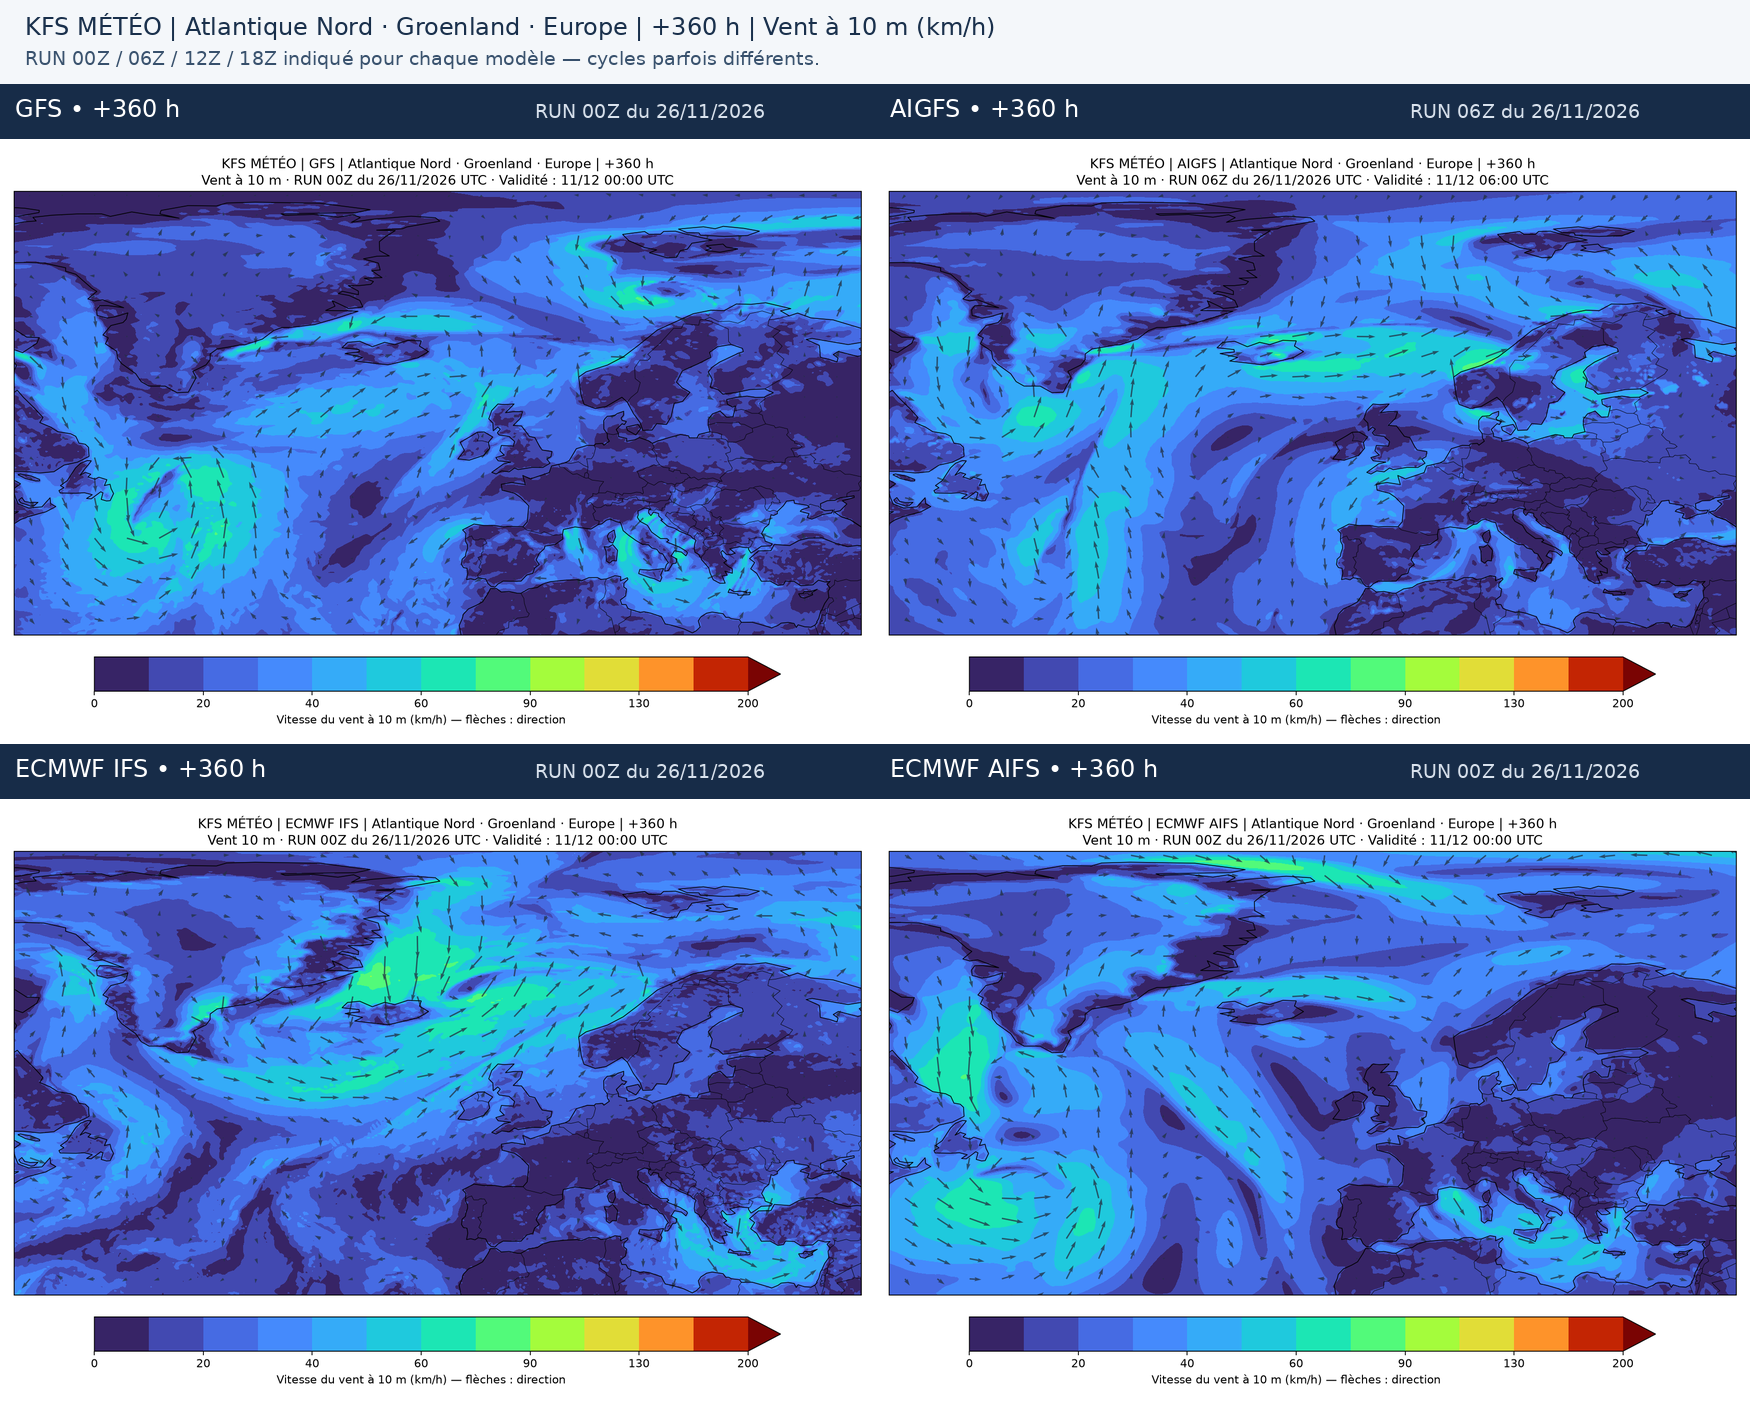 KFS MÉTÉO | Atlantique Nord · Groenland · Europe | +360 h | Vent à 10 m (km/h)
RUN 00Z / 06Z / 12Z / 18Z indiqué pour chaque modèle — cycles parfois différents.
GFS • +360 h
RUN 00Z du 26/11/2026
KFS MÉTÉO | GFS | Atlantique Nord · Groenland · Europe | +360 h
Vent à 10 m · RUN 00Z du 26/11/2026 UTC · Validité : 11/12 00:00 UTC
0 20 40 60 90 130 200
Vitesse du vent à 10 m (km/h) — flèches : direction
AIGFS • +360 h
RUN 06Z du 26/11/2026
KFS MÉTÉO | AIGFS | Atlantique Nord · Groenland · Europe | +360 h
Vent à 10 m · RUN 06Z du 26/11/2026 UTC · Validité : 11/12 06:00 UTC
0 20 40 60 90 130 200
Vitesse du vent à 10 m (km/h) — flèches : direction
ECMWF IFS • +360 h
RUN 00Z du 26/11/2026
KFS MÉTÉO | ECMWF IFS | Atlantique Nord · Groenland · Europe | +360 h
Vent 10 m · RUN 00Z du 26/11/2026 UTC · Validité : 11/12 00:00 UTC
0 20 40 60 90 130 200
Vitesse du vent à 10 m (km/h) — flèches : direction
ECMWF AIFS • +360 h
RUN 00Z du 26/11/2026
KFS MÉTÉO | ECMWF AIFS | Atlantique Nord · Groenland · Europe | +360 h
Vent 10 m · RUN 00Z du 26/11/2026 UTC · Validité : 11/12 00:00 UTC
0 20 40 60 90 130 200
Vitesse du vent à 10 m (km/h) — flèches : direction